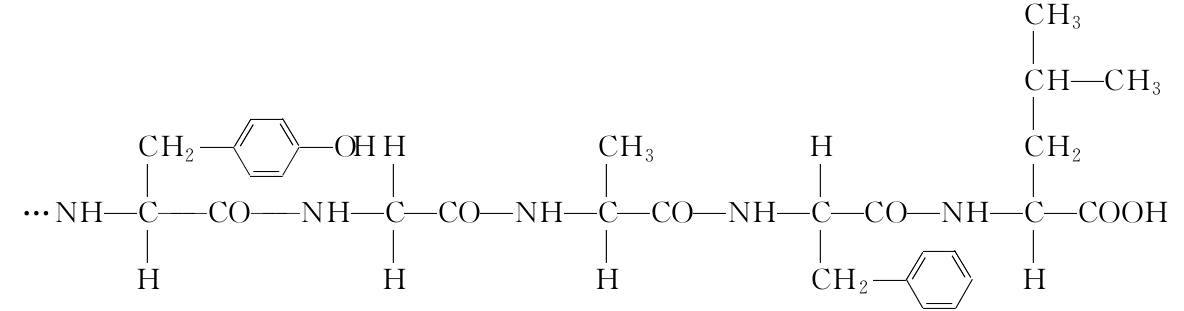 CH₃
CH—CH₃
CH₂—OH H CH₃ H CH₂
···NH—C—CO—NH—C—CO—NH—C—CO—NH—C—CO—NH—C—COOH
H H H CH₂ H